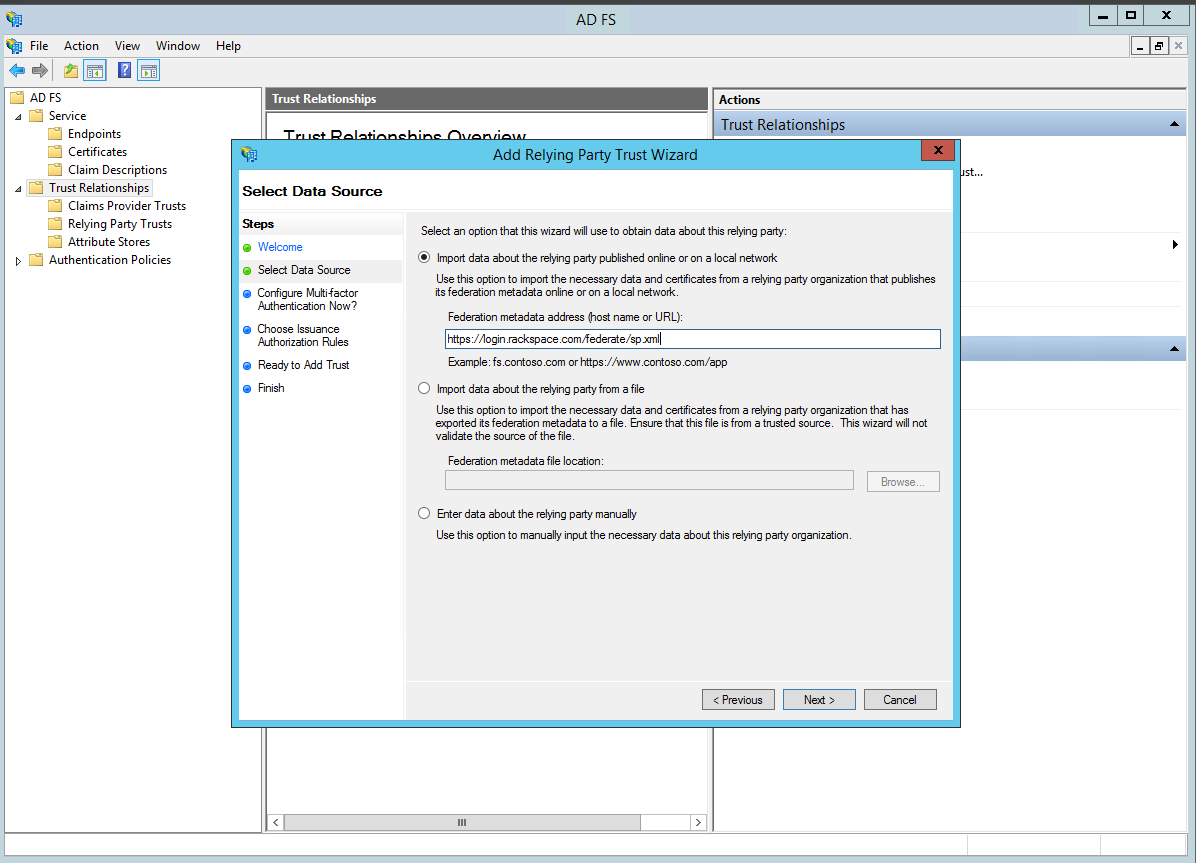 AD FS
File Action View Window Help
AD FS
Service
Endpoints
Certificates
Claim Descriptions
Trust Relationships
Claims Provider Trusts
Relying Party Trusts
Attribute Stores
Authentication Policies
Trust Relationships
Trust Relationships Overview
Actions
Trust Relationships
ust...
Add Relying Party Trust Wizard
Select Data Source
Steps
Welcome
Select Data Source
Configure Multi-factor
Authentication Now?
Choose Issuance
Authorization Rules
Ready to Add Trust
Finish
Select an option that this wizard will use to obtain data about this relying party:
Import data about the relying party published online or on a local network
Use this option to import the necessary data and certificates from a relying party organization that publishes
its federation metadata online or on a local network.
Federation metadata address (host name or URL):
https://login.rackspace.com/federate/sp.xml
Example: fs.contoso.com or https://www.contoso.com/app
Import data about the relying party from a file
Use this option to import the necessary data and certificates from a relying party organization that has
exported its federation metadata to a file. Ensure that this file is from a trusted source.  This wizard will not
validate the source of the file.
Federation metadata file location:
Browse...
Enter data about the relying party manually
Use this option to manually input the necessary data about this relying party organization.
< Previous
Next >
Cancel